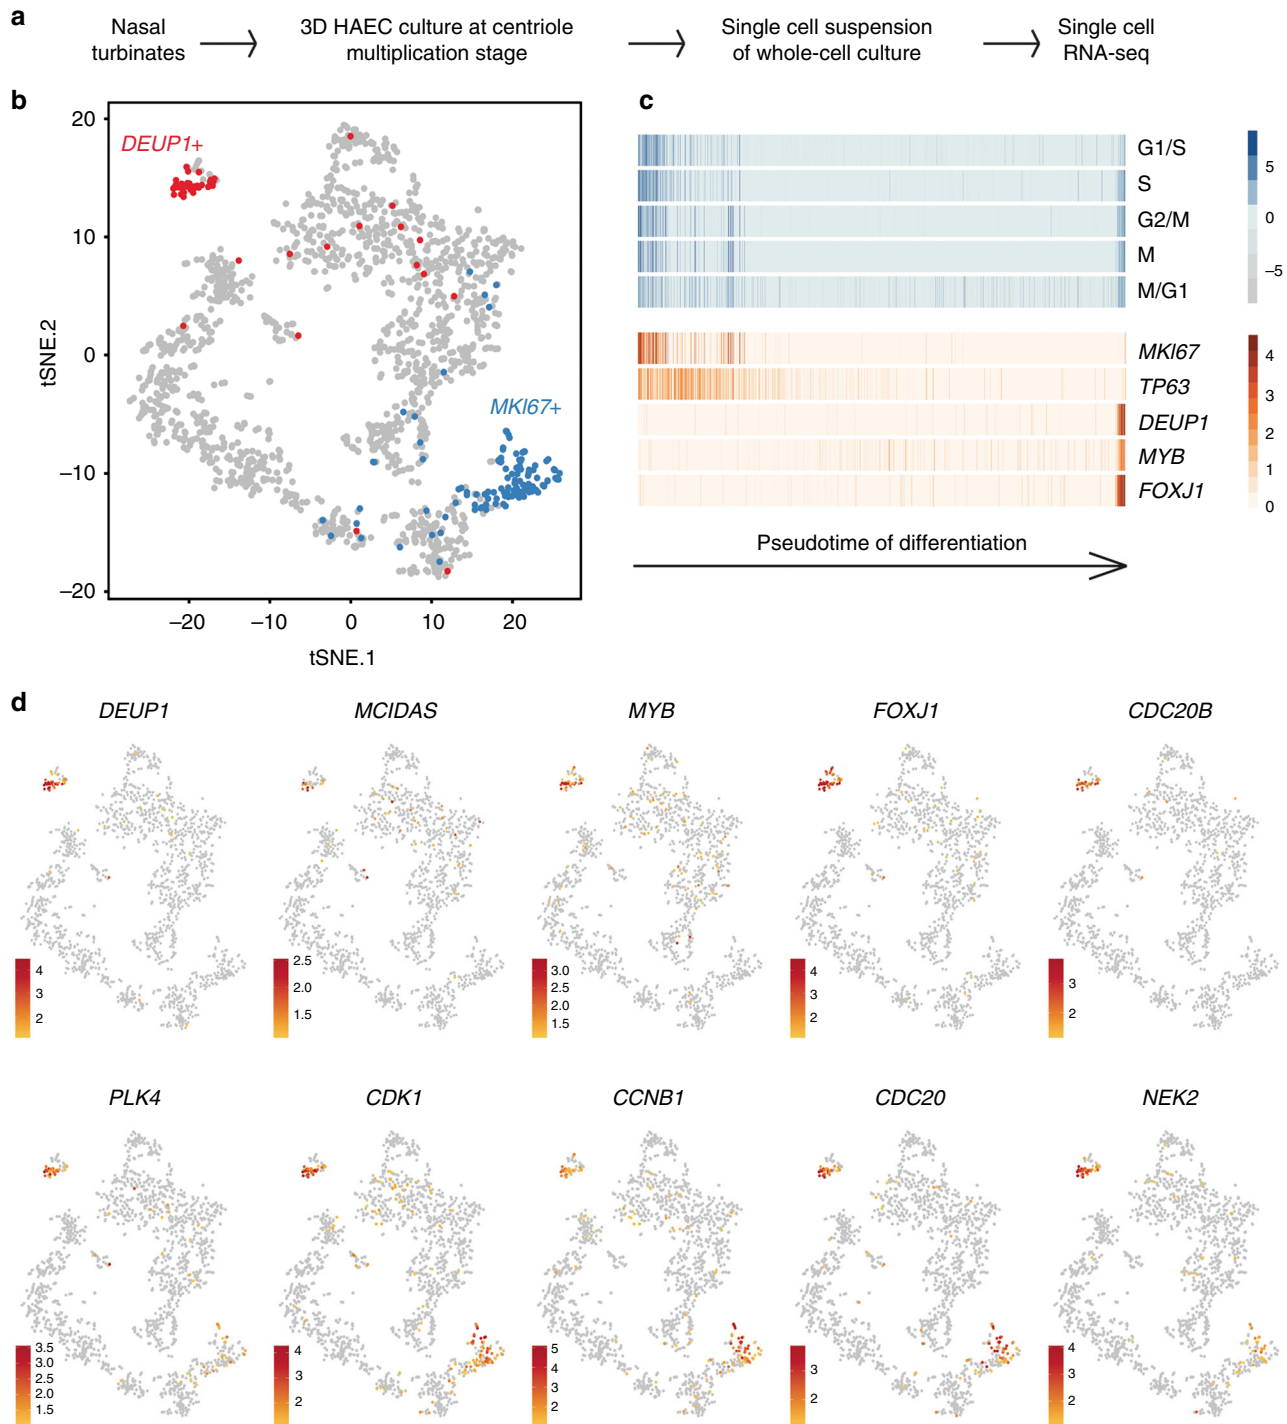 a
Nasal turbinates
3D HAEC culture at centriole multiplication stage
Single cell suspension of whole-cell culture
Single cell RNA-seq
b
DEUP1+
MKI67+
20
10
0
–10
–20
tSNE.2
–20 –10 0 10 20
tSNE.1
c
G1/S
S
G2/M
M
M/G1
5
0
–5
MKI67
TP63
DEUP1
MYB
FOXJ1
4
3
2
1
0
Pseudotime of differentiation
d
DEUP1 MCIDAS MYB FOXJ1 CDC20B
4
3
2
2.5
2.0
1.5
3.0
2.5
2.0
1.5
4
3
2
3
2
PLK4 CDK1 CCNB1 CDC20 NEK2
3.5
3.0
2.5
2.0
1.5
4
3
2
5
4
3
2
3
2
4
3
2